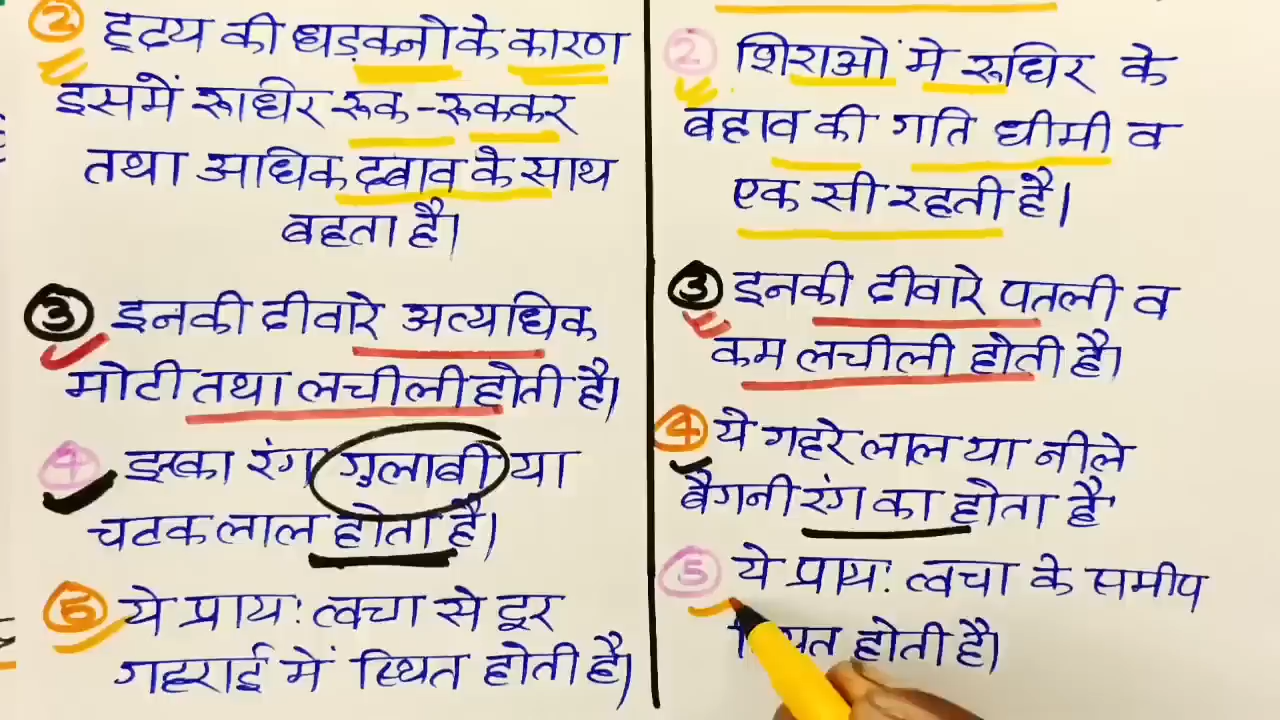 ② ह्रदय की धड़कनो के कारण
इसमें रूधिर रूक-रूककर
तथा अधिक दबाव के साथ
बहता है।
③ इनकी दीवारे अत्यधिक
मोटी तथा लचीली होती है।
④ इसका रंग गुलाबी या
चटक लाल होता है।
⑤ ये प्रायः त्वचा से दूर
गहराई में स्थित होती है।
② शिराओं मे रूधिर के
बहाव की गति धीमी व
एक सी रहती है।
③ इनकी दीवारे पतली व
कम लचीली होती है।
④ ये गहरे लाल या नीले
बैगनी रंग का होता है
⑤ ये प्रायः त्वचा के समीप
होती है।